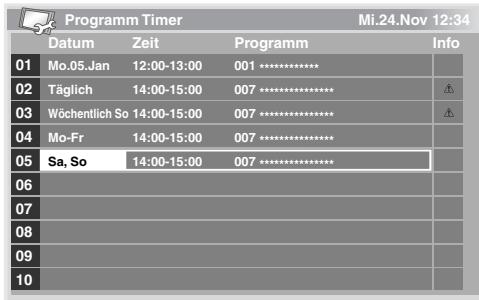 Programm Timer Mi.24.Nov 12:34
Datum Zeit Programm Info
01 Mo.05.Jan 12:00-13:00 001 ************
02 Täglich 14:00-15:00 007 ***************
03 Wöchentlich So 14:00-15:00 007 ***************
04 Mo-Fr 14:00-15:00 007 ***************
05 Sa, So 14:00-15:00 007 ***************
06
07
08
09
10